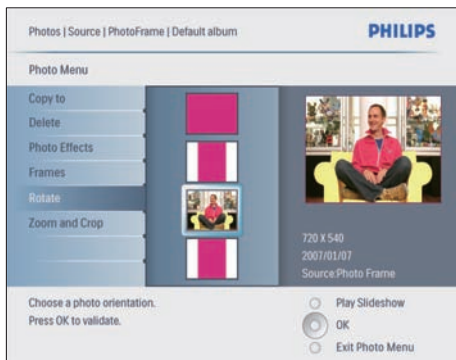 Photos | Source | PhotoFrame | Default album
PHILIPS
Photo Menu
Copy to
Delete
Photo Effects
Frames
Rotate
Zoom and Crop
720 X 540
2007/01/07
Source:Photo Frame
Choose a photo orientation.
Press OK to validate.
Play Slideshow
OK
Exit Photo Menu